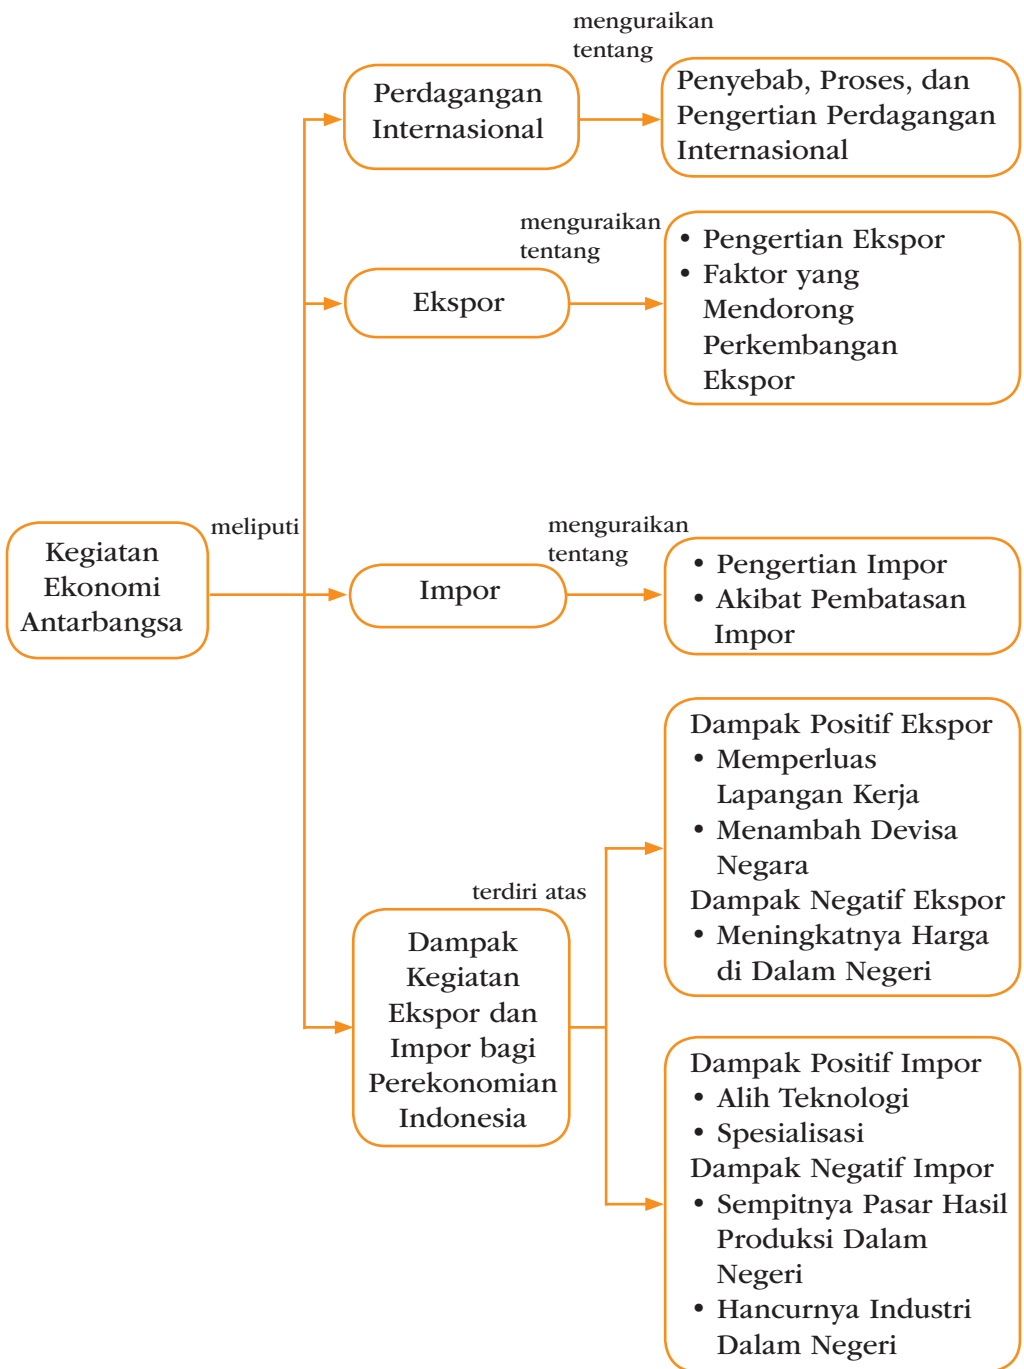 menguraikan
tentang
Perdagangan
Internasional
Penyebab, Proses, dan
Pengertian Perdagangan
Internasional
menguraikan
tentang
Ekspor
• Pengertian Ekspor
• Faktor yang
Mendorong
Perkembangan
Ekspor
Kegiatan
Ekonomi
Antarbangsa
meliputi
menguraikan
tentang
Impor
• Pengertian Impor
• Akibat Pembatasan
Impor
terdiri atas
Dampak
Kegiatan
Ekspor dan
Impor bagi
Perekonomian
Indonesia
Dampak Positif Ekspor
• Memperluas
Lapangan Kerja
• Menambah Devisa
Negara
Dampak Negatif Ekspor
• Meningkatnya Harga
di Dalam Negeri
Dampak Positif Impor
• Alih Teknologi
• Spesialisasi
Dampak Negatif Impor
• Sempitnya Pasar Hasil
Produksi Dalam
Negeri
• Hancurnya Industri
Dalam Negeri